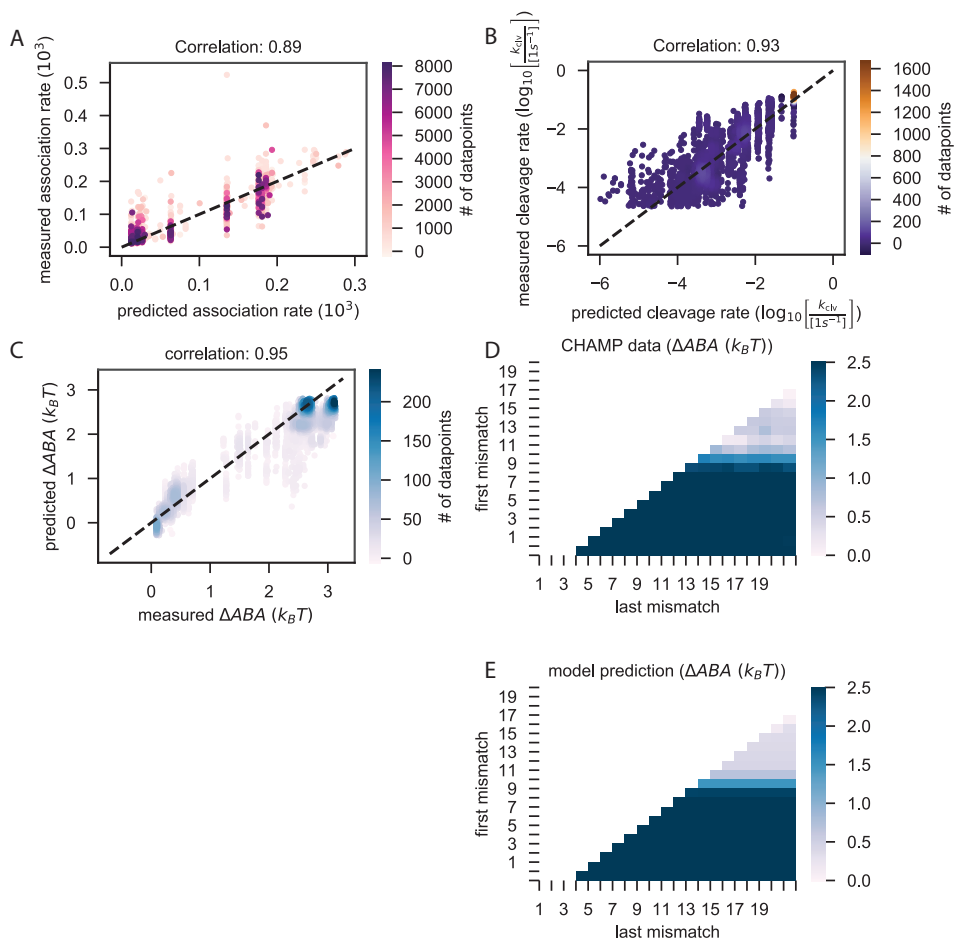 A
Correlation: 0.89
measured association rate (10³)
0.5
0.4
0.3
0.2
0.1
0.0
0.0 0.1 0.2 0.3
predicted association rate (10³)
8000
7000
6000
5000
4000
3000
2000
1000
0
# of datapoints
B
Correlation: 0.93
measured cleavage rate (log₁₀[k_clv/[1s⁻¹]])
0
−2
−4
−6
−6 −4 −2 0
predicted cleavage rate (log₁₀[k_clv/[1s⁻¹]])
1600
1400
1200
1000
800
600
400
200
0
# of datapoints
C
correlation: 0.95
predicted ΔABA (k_BT)
3
2
1
0
0 1 2 3
measured ΔABA (k_BT)
200
150
100
50
0
# of datapoints
D
CHAMP data (ΔABA (k_BT))
first mismatch
19
17
15
13
11
9
7
5
3
1
1 3 5 7 9 11 13 15 17 19
last mismatch
2.5
2.0
1.5
1.0
0.5
0.0
E
model prediction (ΔABA (k_BT))
first mismatch
19
17
15
13
11
9
7
5
3
1
1 3 5 7 9 11 13 15 17 19
last mismatch
2.5
2.0
1.5
1.0
0.5
0.0